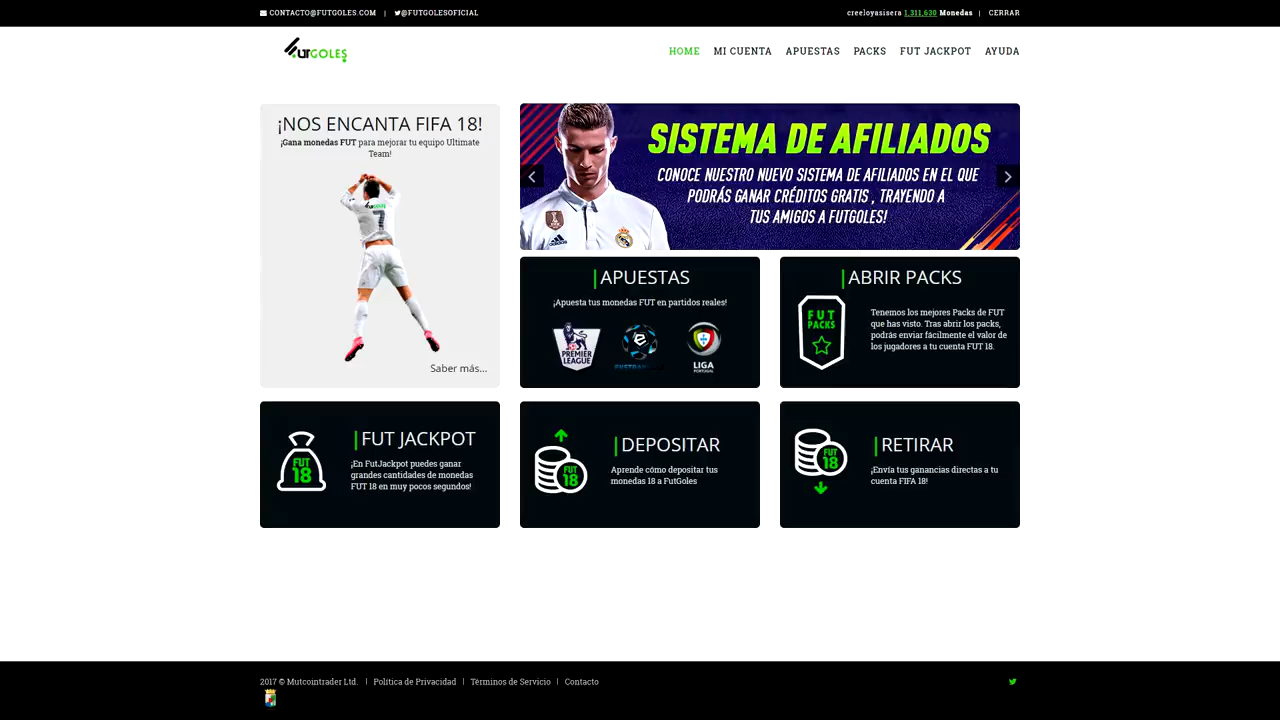 CONTACTO@FUTGOLES.COM | @FUTGOLESOFICIAL
creeloyasisera 1,311,630 Monedas | CERRAR
FUTGOLES
HOME MI CUENTA APUESTAS PACKS FUT JACKPOT AYUDA
¡NOS ENCANTA FIFA 18!
¡Gana monedas FUT para mejorar tu equipo Ultimate
Team!
7
Saber más...
SISTEMA DE AFILIADOS
CONOCE NUESTRO NUEVO SISTEMA DE AFILIADOS EN EL QUE
PODRÁS GANAR CRÉDITOS GRATIS , TRAYENDO A
TUS AMIGOS A FUTGOLES!
adidas
|APUESTAS
¡Apuesta tus monedas FUT en partidos reales!
PREMIER
LEAGUE
LIGA
PORTUGAL
|ABRIR PACKS
FUT
PACKS
Tenemos los mejores Packs de FUT
que has visto. Tras abrir los packs,
podrás enviar fácilmente el valor de
los jugadores a tu cuenta FUT 18.
|FUT JACKPOT
FUT
18
¡En FutJackpot puedes ganar
grandes cantidades de monedas
FUT 18 en muy pocos segundos!
|DEPOSITAR
FUT
18
Aprende cómo depositar tus
monedas 18 a FutGoles
|RETIRAR
FUT
18
¡Envía tus ganancias directas a tu
cuenta FIFA 18!
2017 © Mutcointrader Ltd. | Política de Privacidad | Términos de Servicio | Contacto